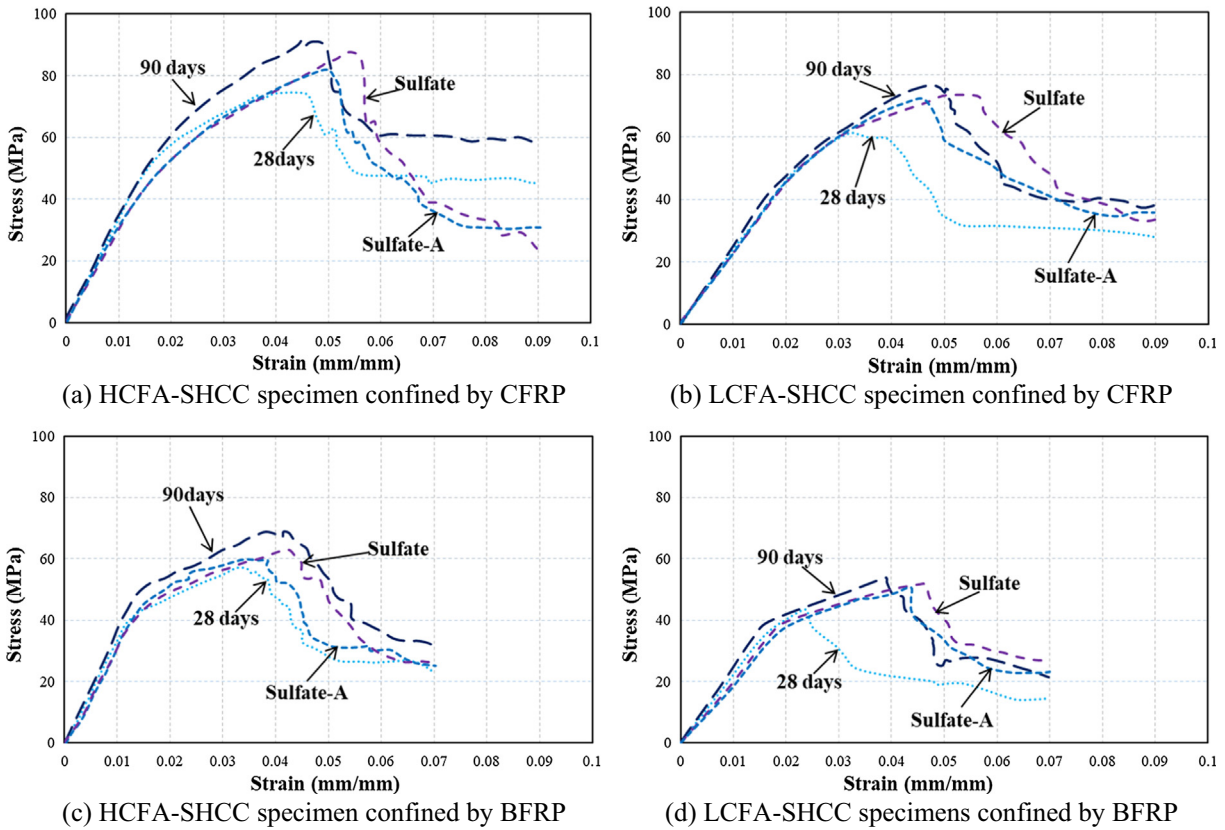 100
80
60
40
20
0
Stress (MPa)
90 days
Sulfate
28days
Sulfate-A
0 0.01 0.02 0.03 0.04 0.05 0.06 0.07 0.08 0.09 0.1
Strain (mm/mm)
(a) HCFA-SHCC specimen confined by CFRP
100
80
60
40
20
0
Stress (MPa)
90 days
Sulfate
28 days
Sulfate-A
0 0.01 0.02 0.03 0.04 0.05 0.06 0.07 0.08 0.09 0.1
Strain (mm/mm)
(b) LCFA-SHCC specimen confined by CFRP
100
80
60
40
20
0
Stress (MPa)
90days
Sulfate
28 days
Sulfate-A
0 0.01 0.02 0.03 0.04 0.05 0.06 0.07 0.08 0.09 0.1
Strain (mm/mm)
(c) HCFA-SHCC specimen confined by BFRP
100
80
60
40
20
0
Stress (MPa)
90 days
Sulfate
28 days
Sulfate-A
0 0.01 0.02 0.03 0.04 0.05 0.06 0.07 0.08 0.09 0.1
Strain (mm/mm)
(d) LCFA-SHCC specimens confined by BFRP